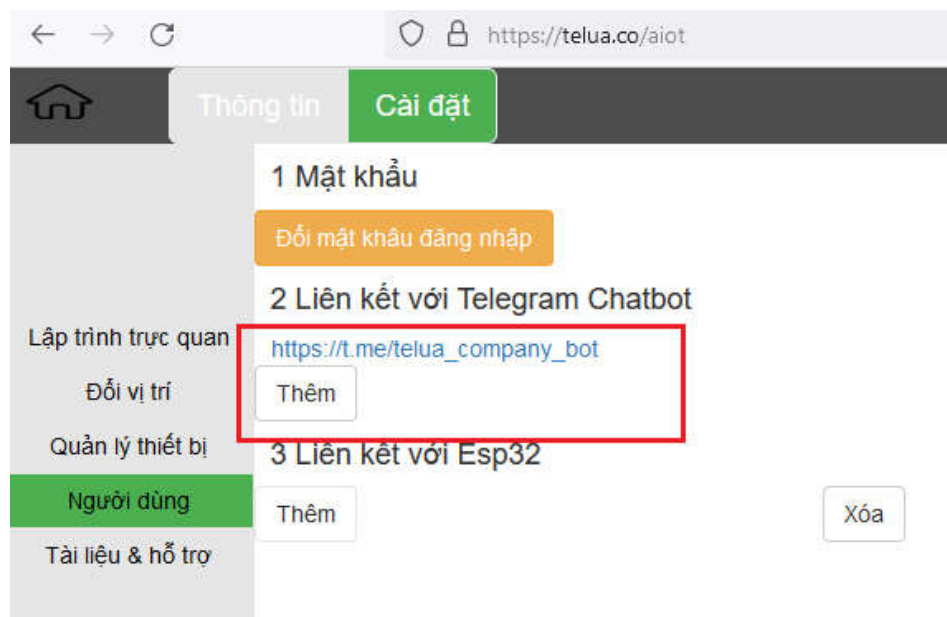 https://telua.co/aiot
Thông tin
Cài đặt
1 Mật khẩu
Đổi mật khâu đăng nhập
2 Liên kết với Telegram Chatbot
https://t.me/telua_company_bot
Thêm
3 Liên kết với Esp32
Thêm
Xóa
Lập trình trực quan
Đổi vị trí
Quản lý thiết bị
Người dùng
Tài liệu & hỗ trợ